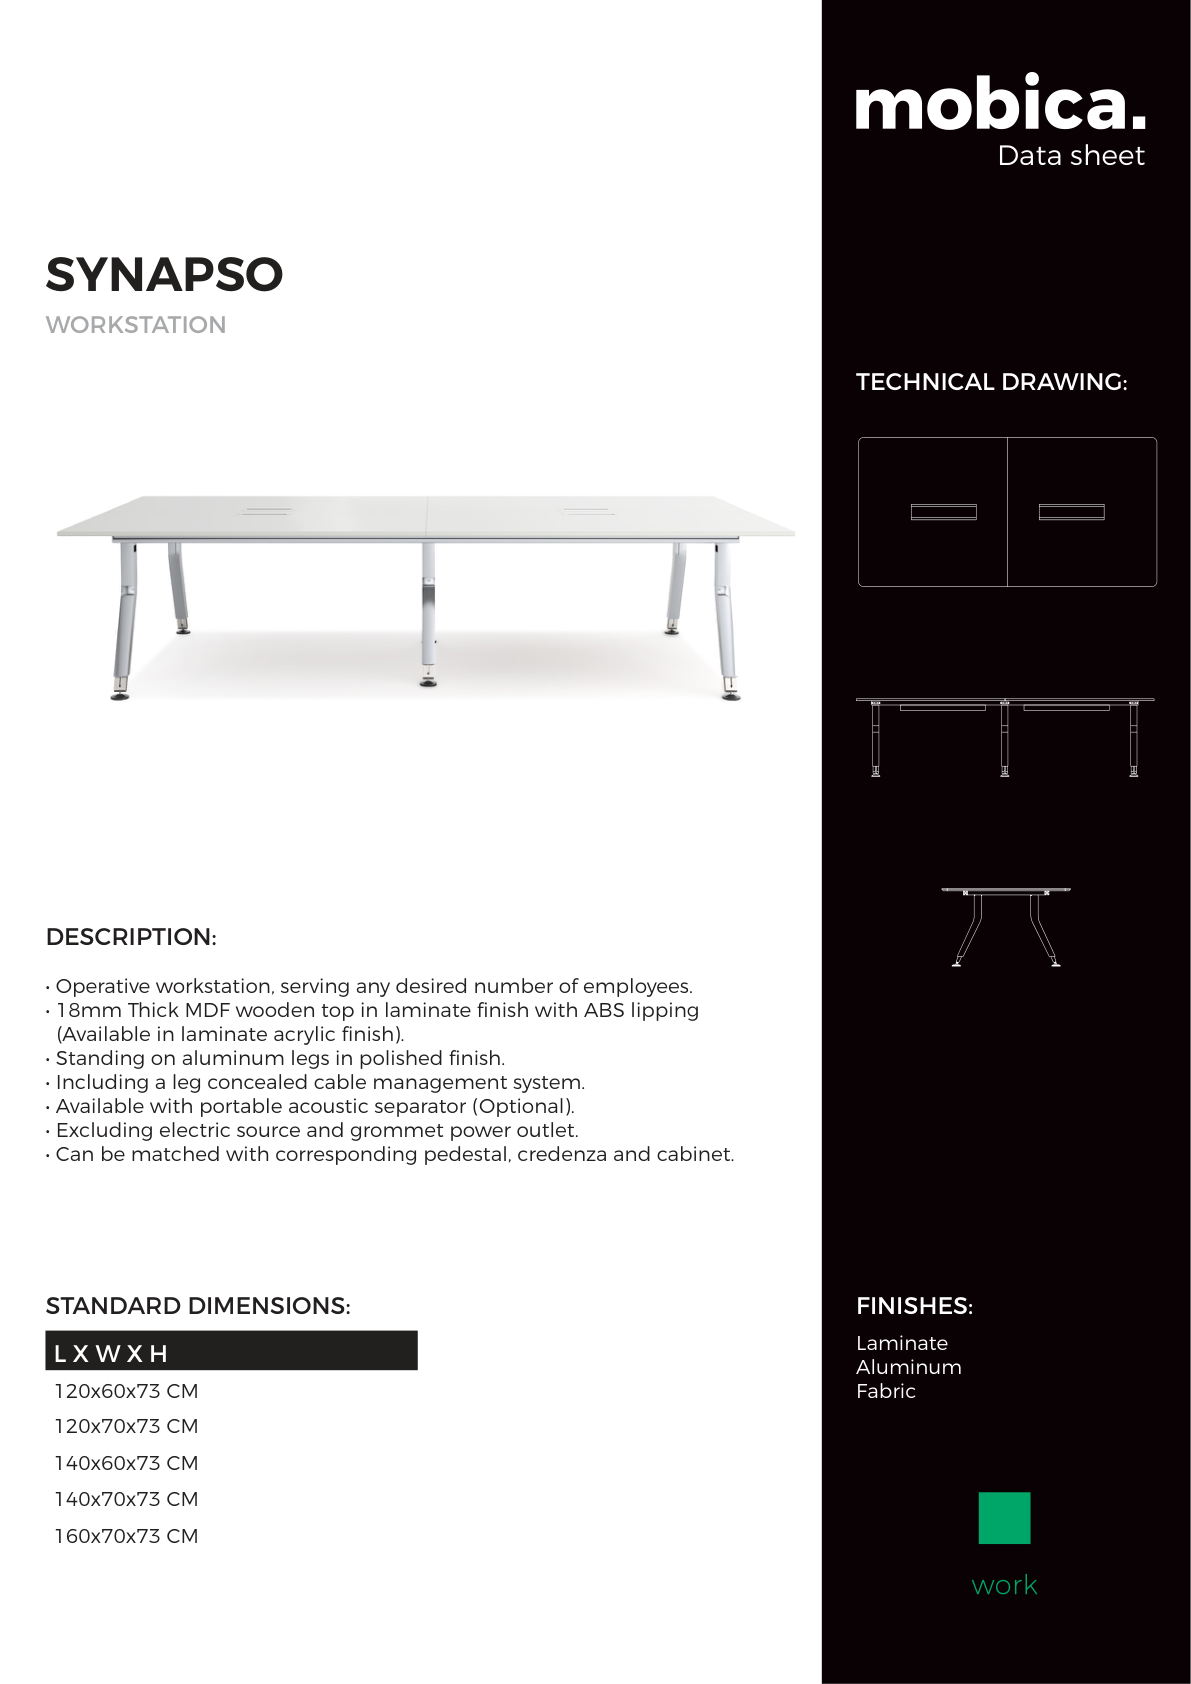 mobica.
Data sheet
SYNAPSO
WORKSTATION
TECHNICAL DRAWING:
DESCRIPTION:
• Operative workstation, serving any desired number of employees.
• 18mm Thick MDF wooden top in laminate finish with ABS lipping
(Available in laminate acrylic finish).
• Standing on aluminum legs in polished finish.
• Including a leg concealed cable management system.
• Available with portable acoustic separator (Optional).
• Excluding electric source and grommet power outlet.
• Can be matched with corresponding pedestal, credenza and cabinet.
STANDARD DIMENSIONS:
L X W X H
120x60x73 CM
120x70x73 CM
140x60x73 CM
140x70x73 CM
160x70x73 CM
FINISHES:
Laminate
Aluminum
Fabric
work